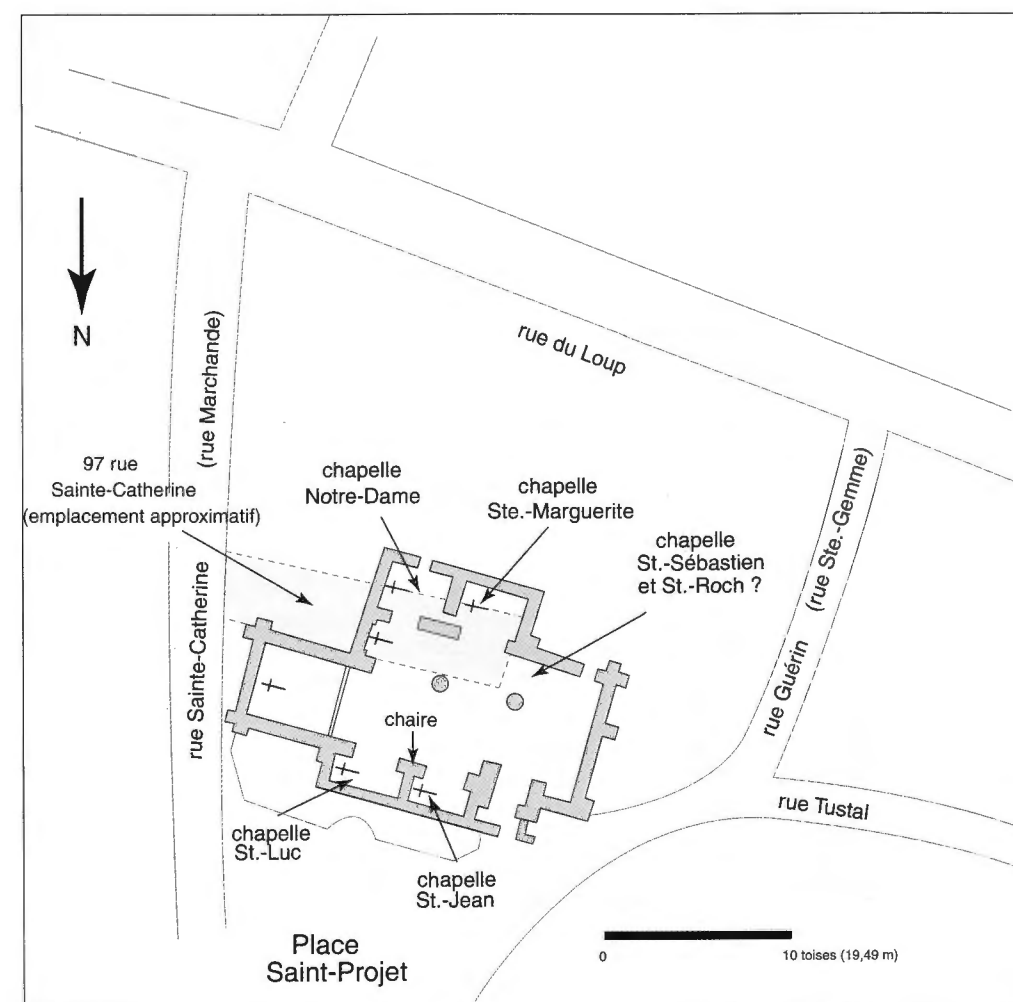 N
(rue Marchande)
rue du Loup
97 rue
Sainte-Catherine
(emplacement approximatif)
chapelle
Notre-Dame
chapelle
Ste.-Marguerite
chapelle
St.-Sébastien
et St.-Roch ?
(rue Ste.-Gemme)
rue Guérin
rue Sainte-Catherine
chaire
rue Tustal
chapelle
St.-Luc
chapelle
St.-Jean
Place
Saint-Projet
0
10 toises (19,49 m)